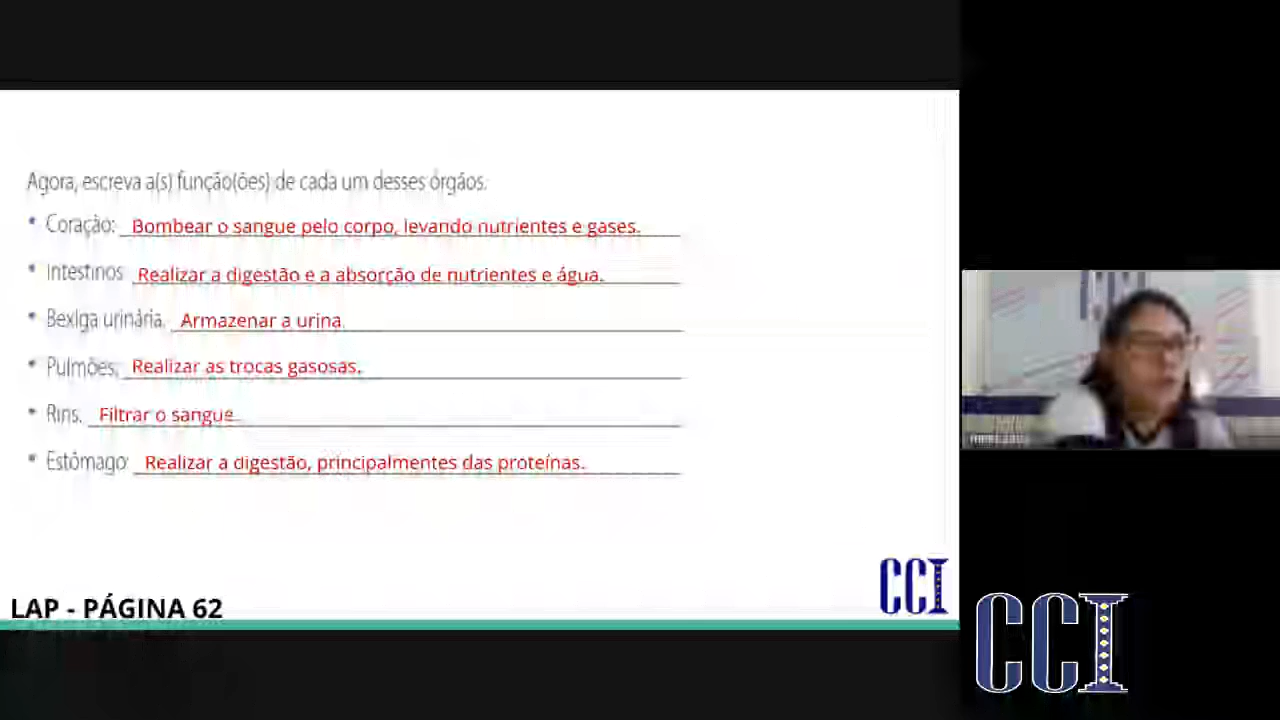 Agora, escreva a(s) função(ões) de cada um desses órgãos.
• Coração: Bombear o sangue pelo corpo, levando nutrientes e gases.
• Intestinos Realizar a digestão e a absorção de nutrientes e água.
• Bexiga urinária. Armazenar a urina.
• Pulmões. Realizar as trocas gasosas.
• Rins. Filtrar o sangue.
• Estômago: Realizar a digestão, principalmentes das proteínas.
CCI
LAP - PÁGINA 62
CCI
CCI